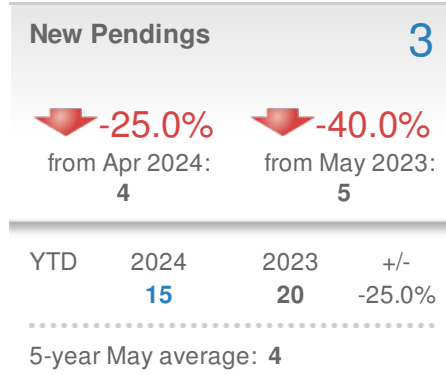 New Pendings 3
-25.0% -40.0%
from Apr 2024: from May 2023:
4 5
YTD 2024 2023 +/-
15 20 -25.0%
5-year May average: 4